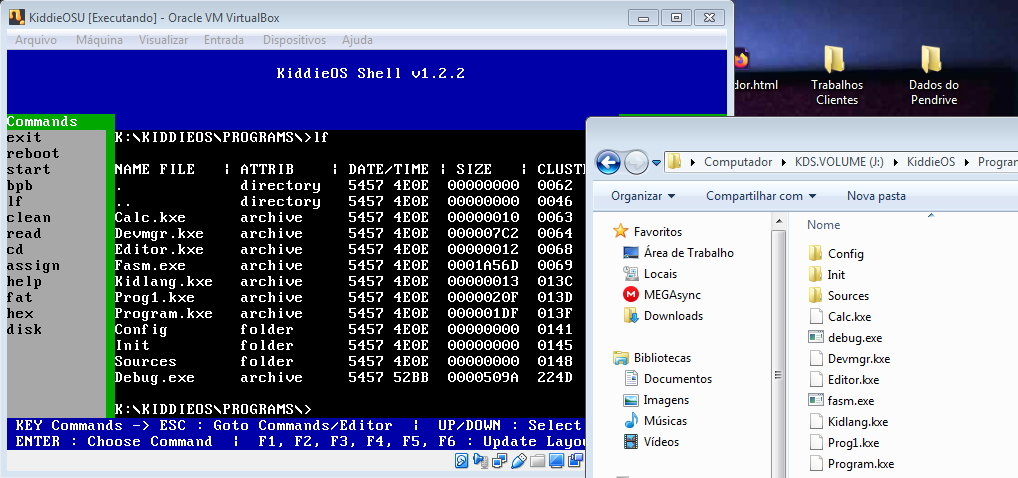 KiddieOSU [Executando] - Oracle VM VirtualBox
Arquivo Máquina Visualizar Entrada Dispositivos Ajuda
KiddieOS Shell v1.2.2
Commands
exit
reboot
start
bpb
lf
clean
read
cd
assign
help
fat
hex
disk
K:\KIDDIEOS\PROGRAMS\>lf
NAME FILE ¦ ATTRIB ¦ DATE/TIME ¦ SIZE ¦ CLUSTE
. directory 5457 4E0E 00000000 0062
.. directory 5457 4E0E 00000000 0046
Calc.kxe archive 5457 4E0E 00000010 0063
Devmgr.kxe archive 5457 4E0E 000007C2 0064
Editor.kxe archive 5457 4E0E 00000012 0068
Fasm.exe archive 5457 4E0E 0001A56D 0069
Kidlang.kxe archive 5457 4E0E 00000013 013C
Prog1.kxe archive 5457 4E0E 0000020F 013D
Program.kxe archive 5457 4E0E 000001DF 013F
Config folder 5457 4E0E 00000000 0141
Init folder 5457 4E0E 00000000 0145
Sources folder 5457 4E0E 00000000 0148
Debug.exe archive 5457 52BB 0000509A 224D
K:\KIDDIEOS\PROGRAMS\>
KEY Commands -> ESC : Goto Commands/Editor ¦ UP/DOWN : Select
ENTER : Choose Command ¦ F1, F2, F3, F4, F5, F6 : Update Layou
dor.html
Trabalhos
Clientes
Dados do
Pendrive
Computador KDS.VOLUME (J:) KiddieOS Program
Organizar Compartilhar com Nova pasta
Favoritos
Área de Trabalho
Locais
MEGAsync
Downloads
Bibliotecas
Documentos
Imagens
Músicas
Vídeos
Nome
Config
Init
Sources
Calc.kxe
debug.exe
Devmgr.kxe
Editor.kxe
fasm.exe
Kidlang.kxe
Prog1.kxe
Program.kxe